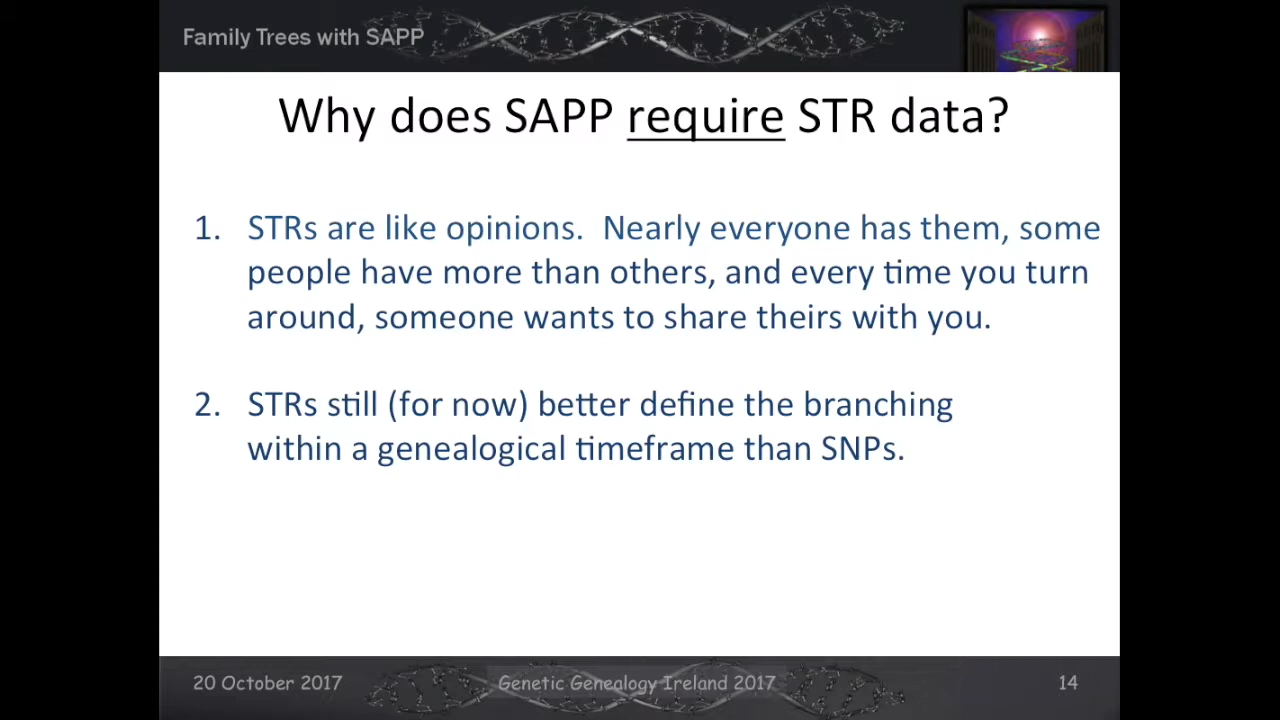 Family Trees with SAPP
Why does SAPP require STR data?
1. STRs are like opinions.  Nearly everyone has them, some
people have more than others, and every time you turn
around, someone wants to share theirs with you.
2. STRs still (for now) better define the branching
within a genealogical timeframe than SNPs.
20 October 2017
Genetic Genealogy Ireland 2017
14